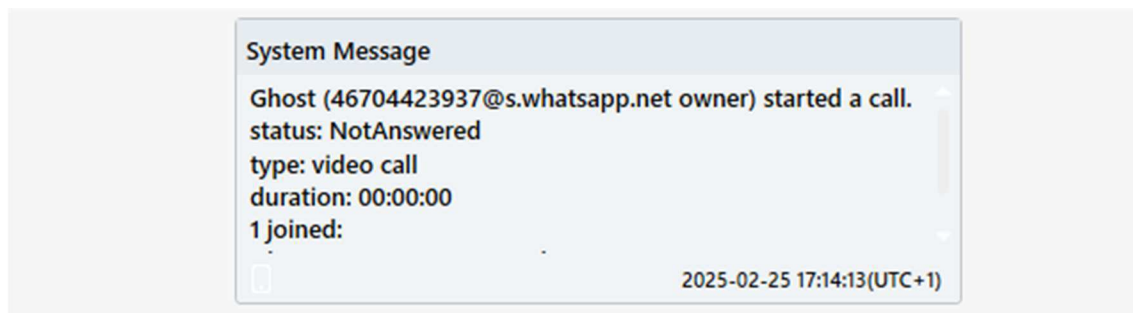 System Message
Ghost (46704423937@s.whatsapp.net owner) started a call.
status: NotAnswered
type: video call
duration: 00:00:00
1 joined:
2025-02-25 17:14:13(UTC+1)